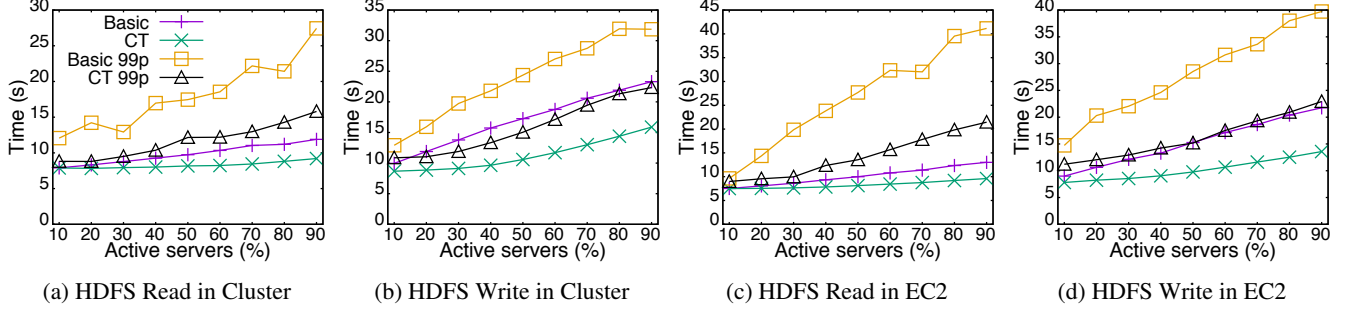 30
25
20
15
10
5
0
Time (s)
Basic
CT
Basic 99p
CT 99p
10 20 30 40 50 60 70 80 90
Active servers (%)
(a) HDFS Read in Cluster
35
30
25
20
15
10
5
0
Time (s)
10 20 30 40 50 60 70 80 90
Active servers (%)
(b) HDFS Write in Cluster
45
40
35
30
25
20
15
10
5
0
Time (s)
10 20 30 40 50 60 70 80 90
Active servers (%)
(c) HDFS Read in EC2
40
35
30
25
20
15
10
5
0
Time (s)
10 20 30 40 50 60 70 80 90
Active servers (%)
(d) HDFS Write in EC2